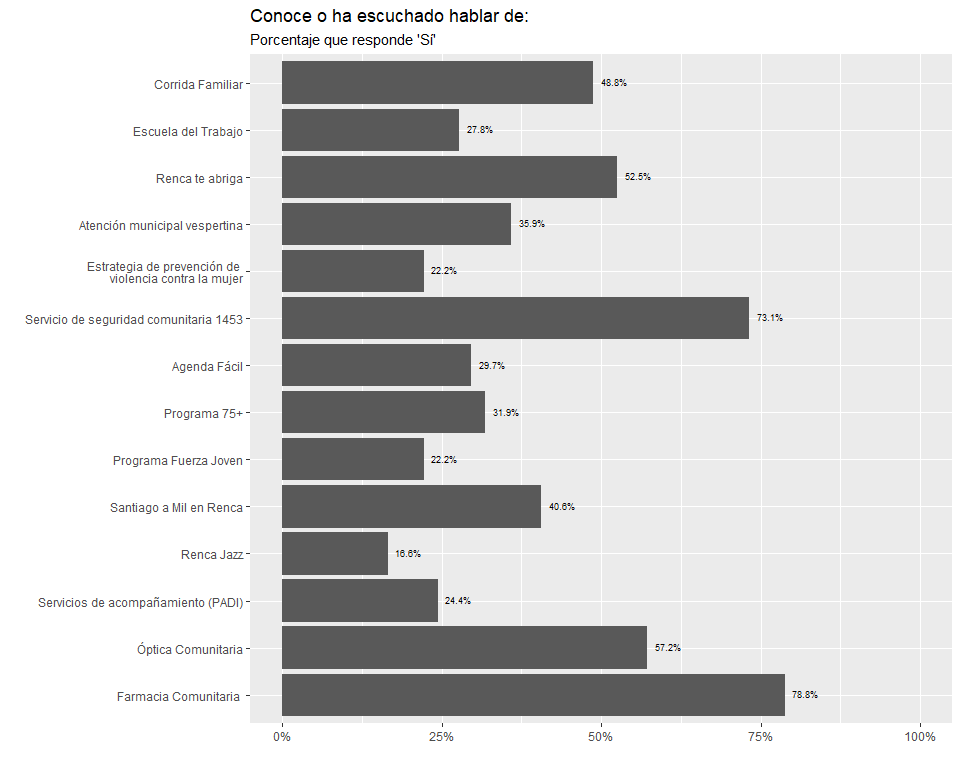 Conoce o ha escuchado hablar de:
Porcentaje que responde 'Sí'
Corrida Familiar 48.8%
Escuela del Trabajo 27.8%
Renca te abriga 52.5%
Atención municipal vespertina 35.9%
Estrategia de prevención de
violencia contra la mujer 22.2%
Servicio de seguridad comunitaria 1453 73.1%
Agenda Fácil 29.7%
Programa 75+ 31.9%
Programa Fuerza Joven 22.2%
Santiago a Mil en Renca 40.6%
Renca Jazz 16.6%
Servicios de acompañamiento (PADI) 24.4%
Óptica Comunitaria 57.2%
Farmacia Comunitaria 78.8%
0% 25% 50% 75% 100%